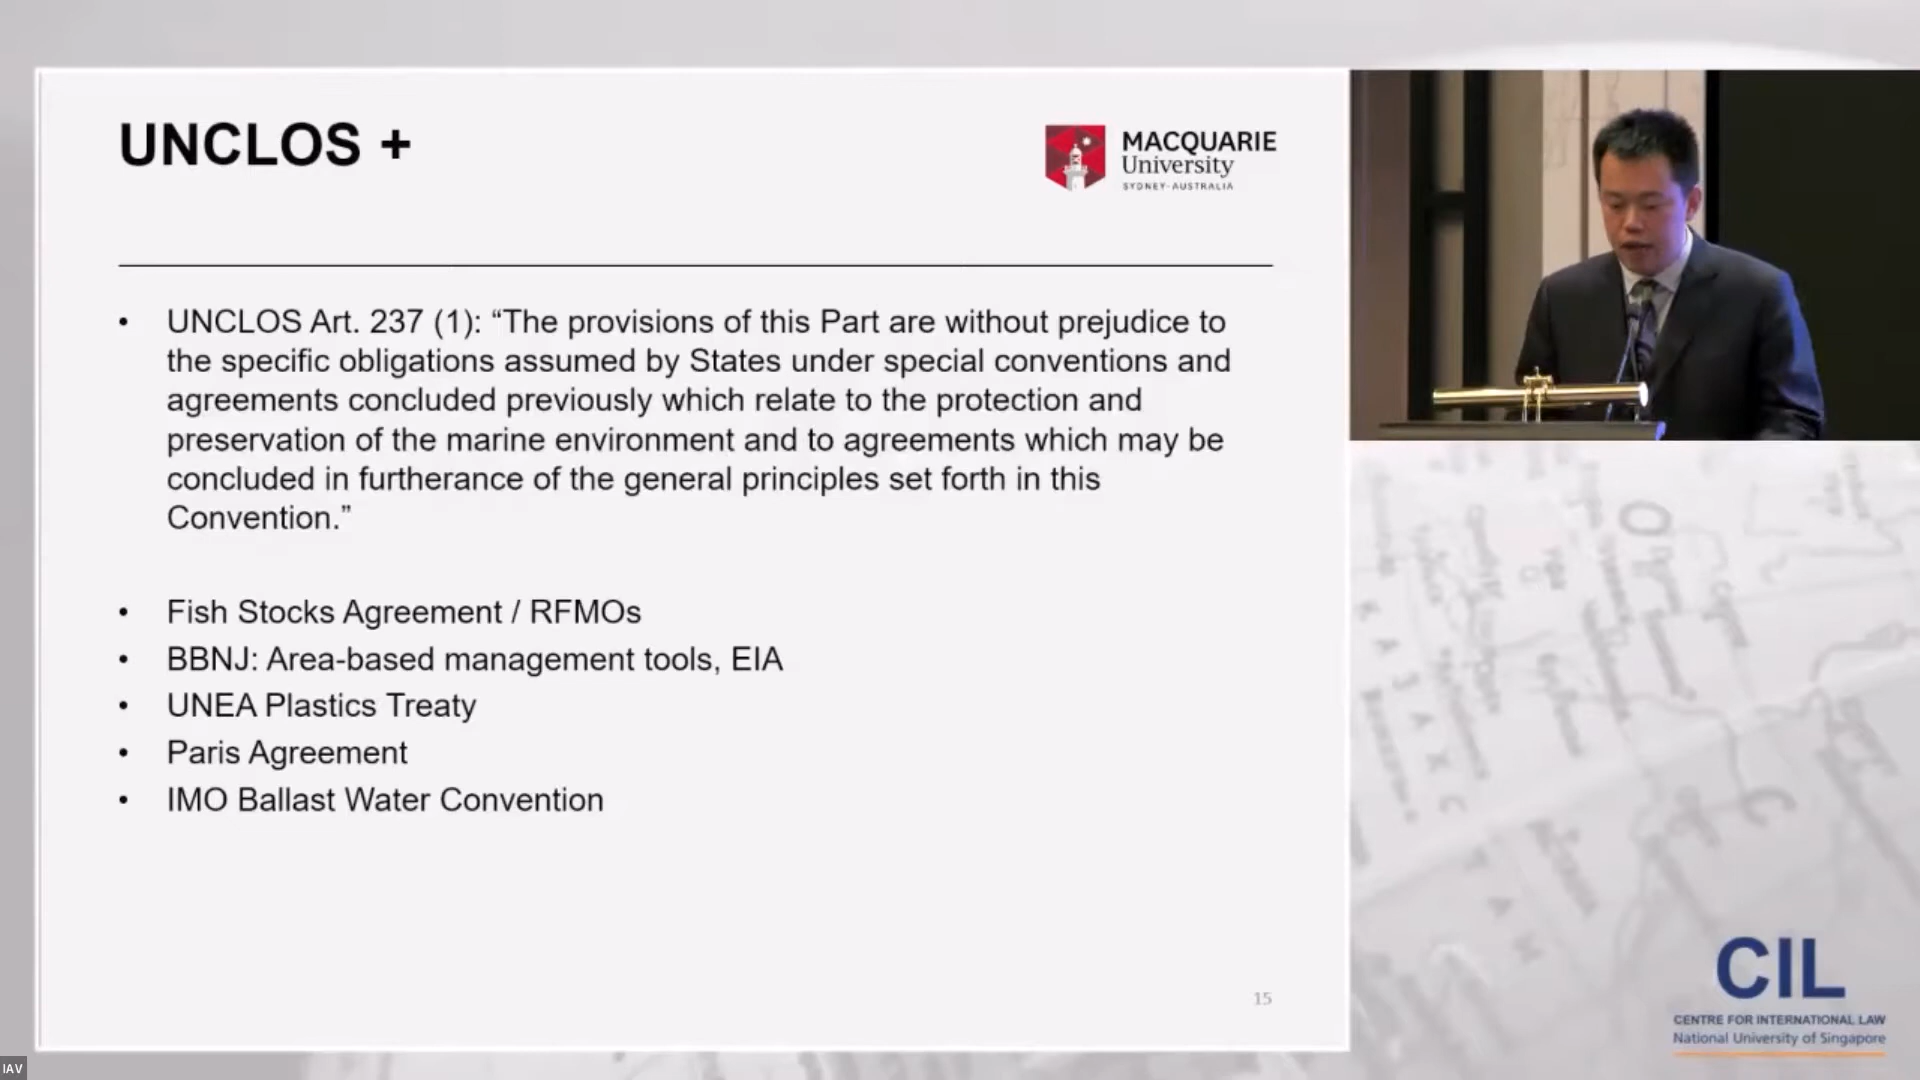 UNCLOS +
MACQUARIE
University
SYDNEY-AUSTRALIA
• UNCLOS Art. 237 (1): “The provisions of this Part are without prejudice to
the specific obligations assumed by States under special conventions and
agreements concluded previously which relate to the protection and
preservation of the marine environment and to agreements which may be
concluded in furtherance of the general principles set forth in this
Convention.”
• Fish Stocks Agreement / RFMOs
• BBNJ: Area-based management tools, EIA
• UNEA Plastics Treaty
• Paris Agreement
• IMO Ballast Water Convention
15
CIL
CENTRE FOR INTERNATIONAL LAW
National University of Singapore
IAV